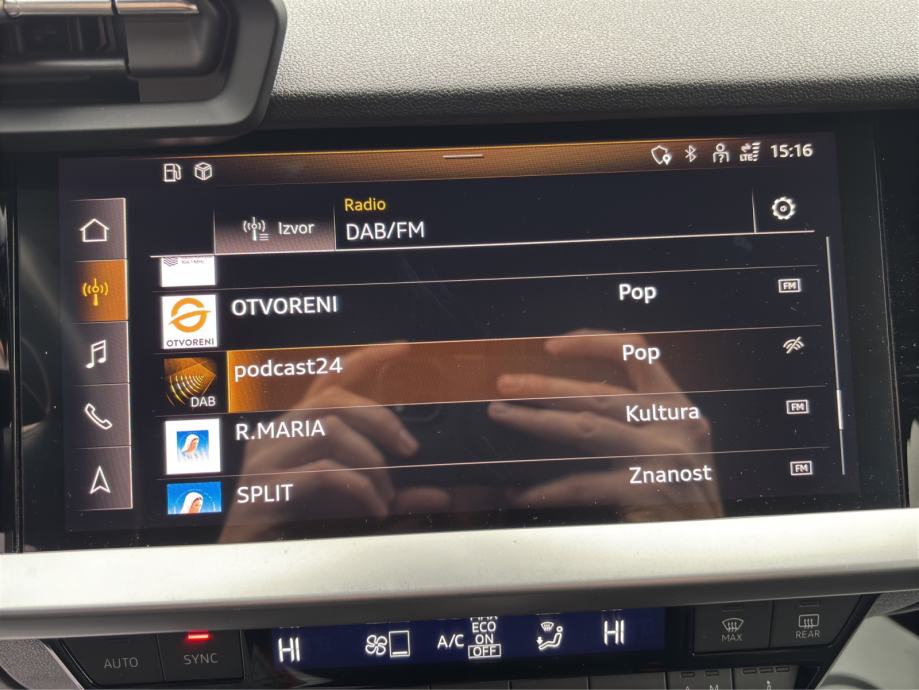 15:16
LTE
Izvor
Radio
DAB/FM
OTVORENI
OTVORENI
Pop
FM
podcast24
DAB
Pop
R.MARIA
Kultura
FM
SPLIT
Znanost
FM
AUTO
SYNC
HI
A/C
ECO
ON
OFF
HI
MAX
REAR